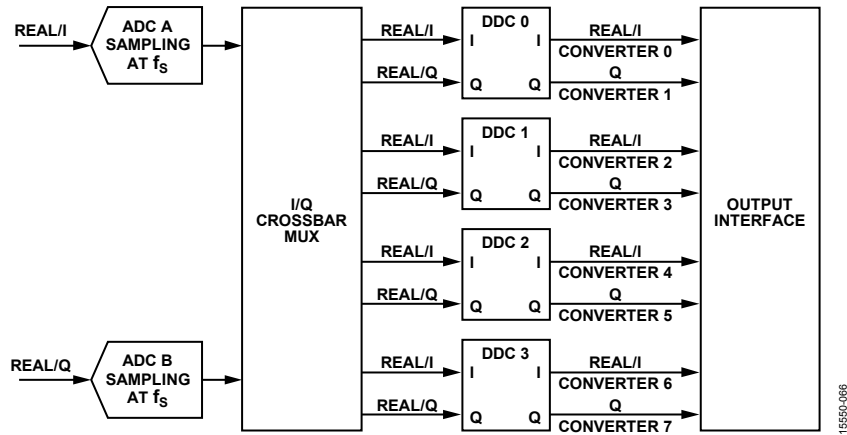 REAL/I
ADC A
SAMPLING
AT fS
REAL/Q
ADC B
SAMPLING
AT fS
I/Q
CROSSBAR
MUX
REAL/I
REAL/Q
DDC 0
I I
Q Q
REAL/I
CONVERTER 0
Q
CONVERTER 1
REAL/I
REAL/Q
DDC 1
I I
Q Q
REAL/I
CONVERTER 2
Q
CONVERTER 3
REAL/I
REAL/Q
DDC 2
I I
Q Q
REAL/I
CONVERTER 4
Q
CONVERTER 5
REAL/I
REAL/Q
DDC 3
I I
Q Q
REAL/I
CONVERTER 6
Q
CONVERTER 7
OUTPUT
INTERFACE
15550-066